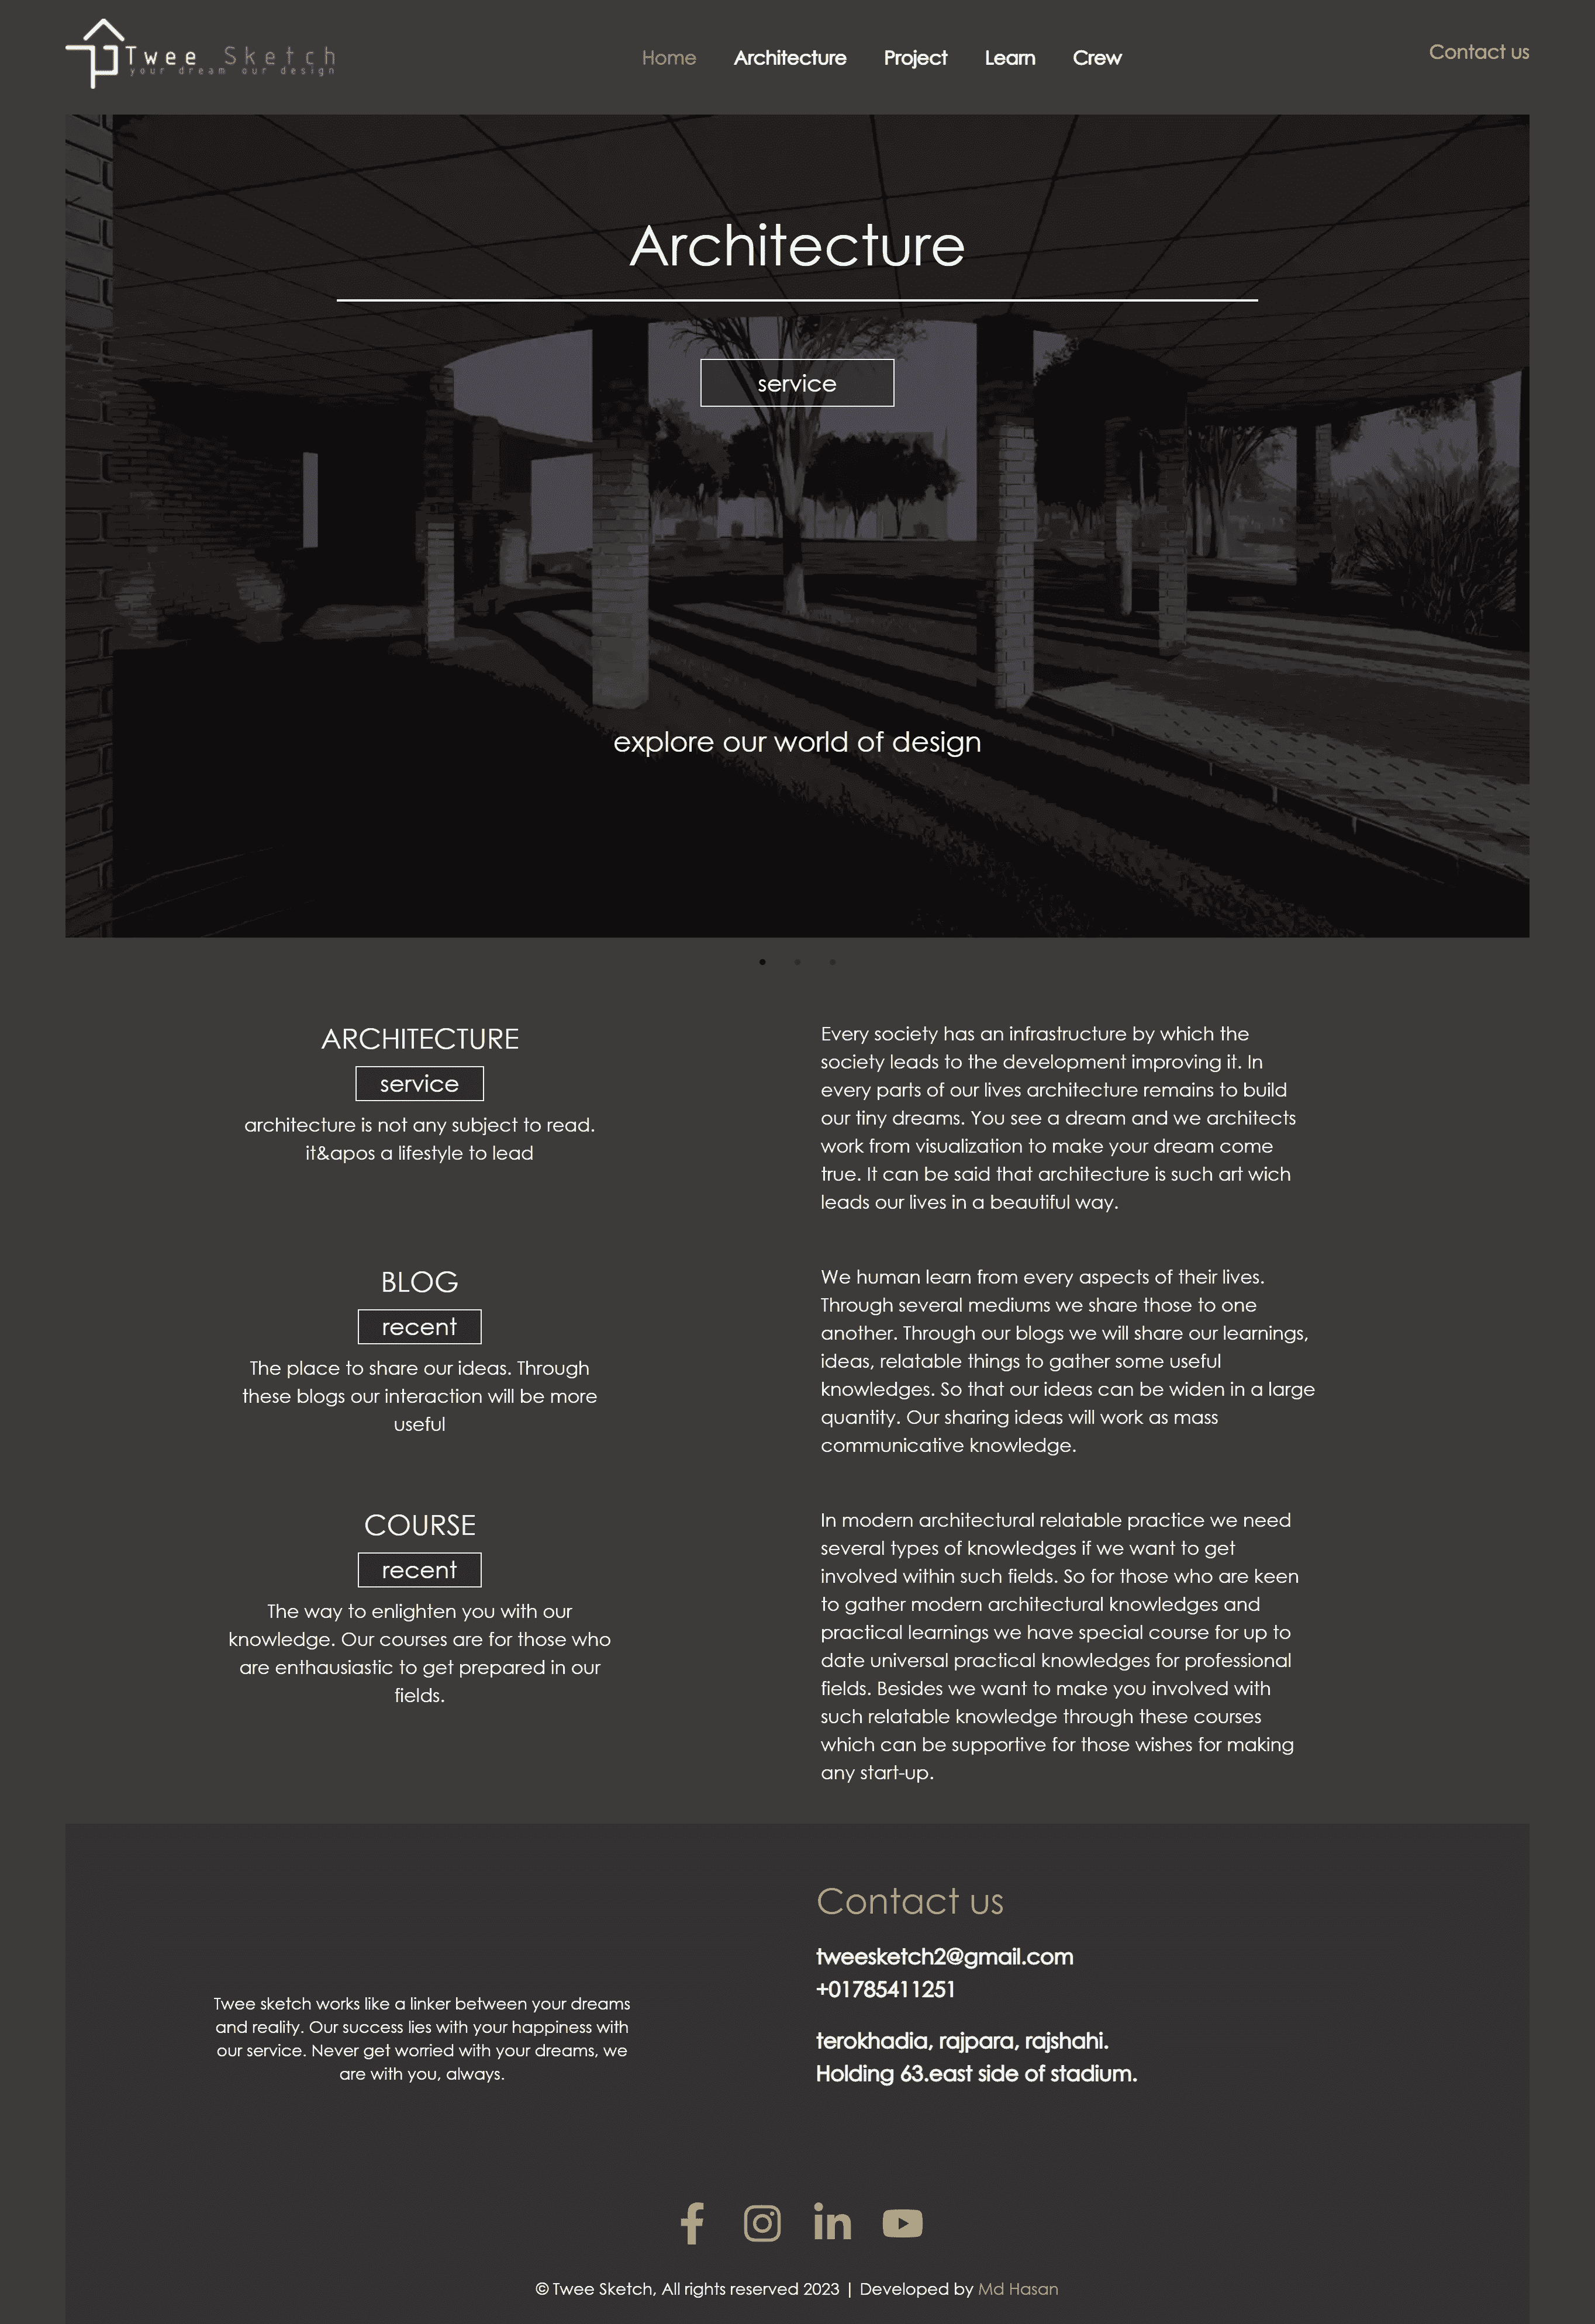 Twee Sketch
your dream our design
Home Architecture Project Learn Crew
Contact us
Architecture
service
explore our world of design
ARCHITECTURE
service
architecture is not any subject to read.
it&apos a lifestyle to lead
Every society has an infrastructure by which the
society leads to the development improving it. In
every parts of our lives architecture remains to build
our tiny dreams. You see a dream and we architects
work from visualization to make your dream come
true. It can be said that architecture is such art wich
leads our lives in a beautiful way.
BLOG
recent
The place to share our ideas. Through
these blogs our interaction will be more
useful
We human learn from every aspects of their lives.
Through several mediums we share those to one
another. Through our blogs we will share our learnings,
ideas, relatable things to gather some useful
knowledges. So that our ideas can be widen in a large
quantity. Our sharing ideas will work as mass
communicative knowledge.
COURSE
recent
The way to enlighten you with our
knowledge. Our courses are for those who
are enthausiastic to get prepared in our
fields.
In modern architectural relatable practice we need
several types of knowledges if we want to get
involved within such fields. So for those who are keen
to gather modern architectural knowledges and
practical learnings we have special course for up to
date universal practical knowledges for professional
fields. Besides we want to make you involved with
such relatable knowledge through these courses
which can be supportive for those wishes for making
any start-up.
Twee sketch works like a linker between your dreams
and reality. Our success lies with your happiness with
our service. Never get worried with your dreams, we
are with you, always.
Contact us
tweesketch2@gmail.com
+01785411251
terokhadia, rajpara, rajshahi.
Holding 63.east side of stadium.
© Twee Sketch, All rights reserved 2023 | Developed by Md Hasan